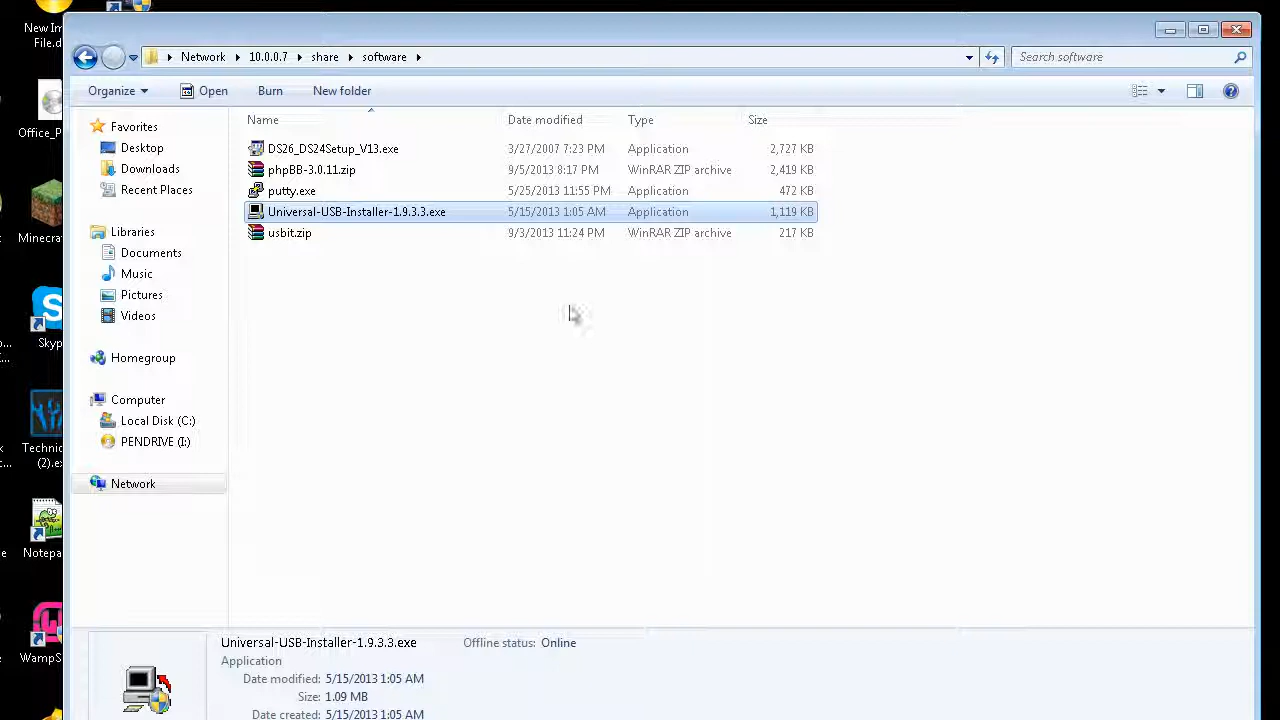 New Im
File.d
Network 10.0.0.7 share software
Search software
Organize Open Burn New folder
Name Date modified Type Size
Favorites
Desktop
Downloads
Recent Places
Libraries
Documents
Music
Pictures
Videos
Homegroup
Computer
Local Disk (C:)
PENDRIVE (I:)
Network
DS26_DS24Setup_V13.exe 3/27/2007 7:23 PM Application 2,727 KB
phpBB-3.0.11.zip 9/5/2013 8:17 PM WinRAR ZIP archive 2,419 KB
putty.exe 5/25/2013 11:55 PM Application 472 KB
Universal-USB-Installer-1.9.3.3.exe 5/15/2013 1:05 AM Application 1,119 KB
usbit.zip 9/3/2013 11:24 PM WinRAR ZIP archive 217 KB
Office_P
Minecra
Skyp
Technic
(2).ex
Notepa
WampS
Universal-USB-Installer-1.9.3.3.exe Offline status: Online
Application
Date modified: 5/15/2013 1:05 AM
Size: 1.09 MB
Date created: 5/15/2013 1:05 AM